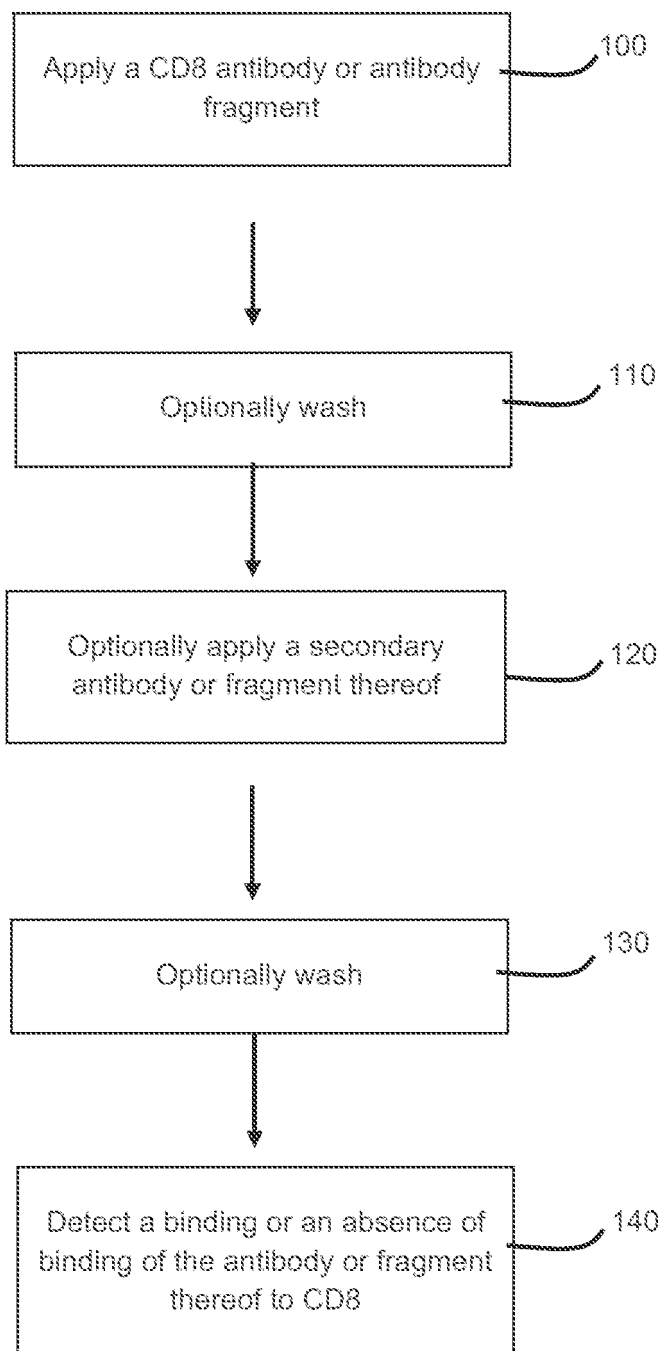 100
Apply a CD8 antibody or antibody
fragment
110
Optionally wash
120
Optionally apply a secondary
antibody or fragment thereof
130
Optionally wash
140
Detect a binding or an absence of
binding of the antibody or fragment
thereof to CD8